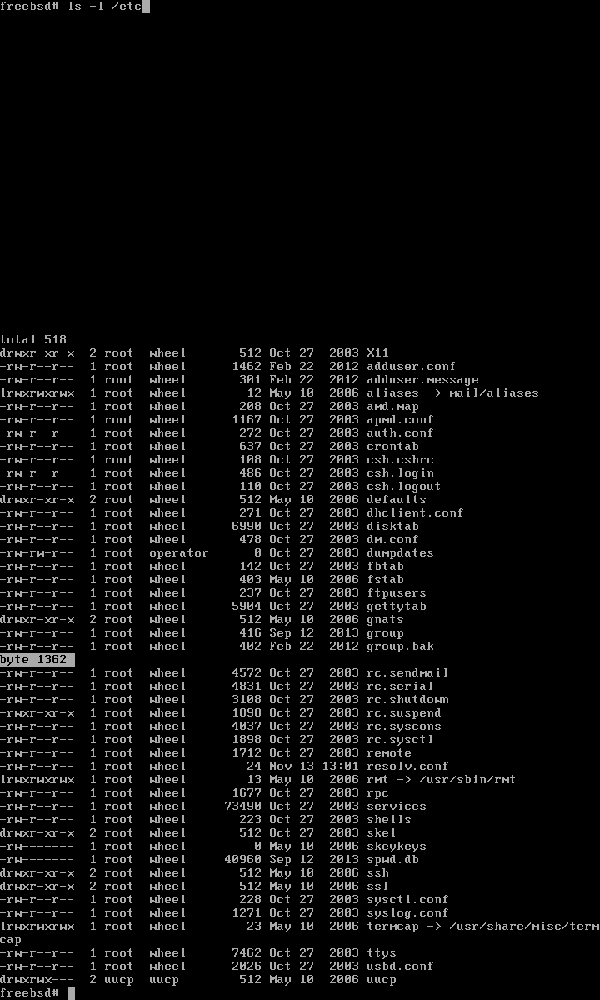 freebsd# ls -l /etc
total 518
drwxr-xr-x  2 root  wheel       512 Oct 27  2003 X11
-rw-r--r--  1 root  wheel      1462 Feb 22  2012 adduser.conf
-rw-r--r--  1 root  wheel       301 Feb 22  2012 adduser.message
lrwxrwxrwx  1 root  wheel        12 May 10  2006 aliases -> mail/aliases
-rw-r--r--  1 root  wheel       208 Oct 27  2003 amd.map
-rw-r--r--  1 root  wheel      1167 Oct 27  2003 apmd.conf
-rw-r--r--  1 root  wheel       272 Oct 27  2003 auth.conf
-rw-r--r--  1 root  wheel       637 Oct 27  2003 crontab
-rw-r--r--  1 root  wheel       108 Oct 27  2003 csh.cshrc
-rw-r--r--  1 root  wheel       486 Oct 27  2003 csh.login
-rw-r--r--  1 root  wheel       110 Oct 27  2003 csh.logout
drwxr-xr-x  2 root  wheel       512 May 10  2006 defaults
-rw-r--r--  1 root  wheel       271 Oct 27  2003 dhclient.conf
-rw-r--r--  1 root  wheel      6990 Oct 27  2003 disktab
-rw-r--r--  1 root  wheel       478 Oct 27  2003 dm.conf
-rw-rw-r--  1 root  operator      0 Oct 27  2003 dumpdates
-rw-r--r--  1 root  wheel       142 Oct 27  2003 fbtab
-rw-r--r--  1 root  wheel       403 May 10  2006 fstab
-rw-r--r--  1 root  wheel       237 Oct 27  2003 ftpusers
-rw-r--r--  1 root  wheel      5904 Oct 27  2003 gettytab
drwxr-xr-x  2 root  wheel       512 May 10  2006 gnats
-rw-r--r--  1 root  wheel       416 Sep 12  2013 group
-rw-r--r--  1 root  wheel       402 Feb 22  2012 group.bak
byte 1362
-rw-r--r--  1 root  wheel      4572 Oct 27  2003 rc.sendmail
-rw-r--r--  1 root  wheel      4831 Oct 27  2003 rc.serial
-rw-r--r--  1 root  wheel      3108 Oct 27  2003 rc.shutdown
-rwxr-xr-x  1 root  wheel      1898 Oct 27  2003 rc.suspend
-rw-r--r--  1 root  wheel      4037 Oct 27  2003 rc.syscons
-rw-r--r--  1 root  wheel      1898 Oct 27  2003 rc.sysctl
-rw-r--r--  1 root  wheel      1712 Oct 27  2003 remote
-rw-r--r--  1 root  wheel        24 Nov 13 13:01 resolv.conf
lrwxrwxrwx  1 root  wheel        13 May 10  2006 rmt -> /usr/sbin/rmt
-rw-r--r--  1 root  wheel      1677 Oct 27  2003 rpc
-rw-r--r--  1 root  wheel     73490 Oct 27  2003 services
-rw-r--r--  1 root  wheel       223 Oct 27  2003 shells
drwxr-xr-x  2 root  wheel       512 Oct 27  2003 skel
-rw-------  1 root  wheel         0 May 10  2006 skeykeys
-rw-------  1 root  wheel     40960 Sep 12  2013 spwd.db
drwxr-xr-x  2 root  wheel       512 May 10  2006 ssh
drwxr-xr-x  2 root  wheel       512 May 10  2006 ssl
-rw-r--r--  1 root  wheel       228 Oct 27  2003 sysctl.conf
-rw-r--r--  1 root  wheel      1271 Oct 27  2003 syslog.conf
lrwxrwxrwx  1 root  wheel        23 May 10  2006 termcap -> /usr/share/misc/term
cap
-rw-r--r--  1 root  wheel      7462 Oct 27  2003 ttys
-rw-r--r--  1 root  wheel      2026 Oct 27  2003 usbd.conf
drwxrwx---  2 uucp  uucp        512 May 10  2006 uucp
freebsd#